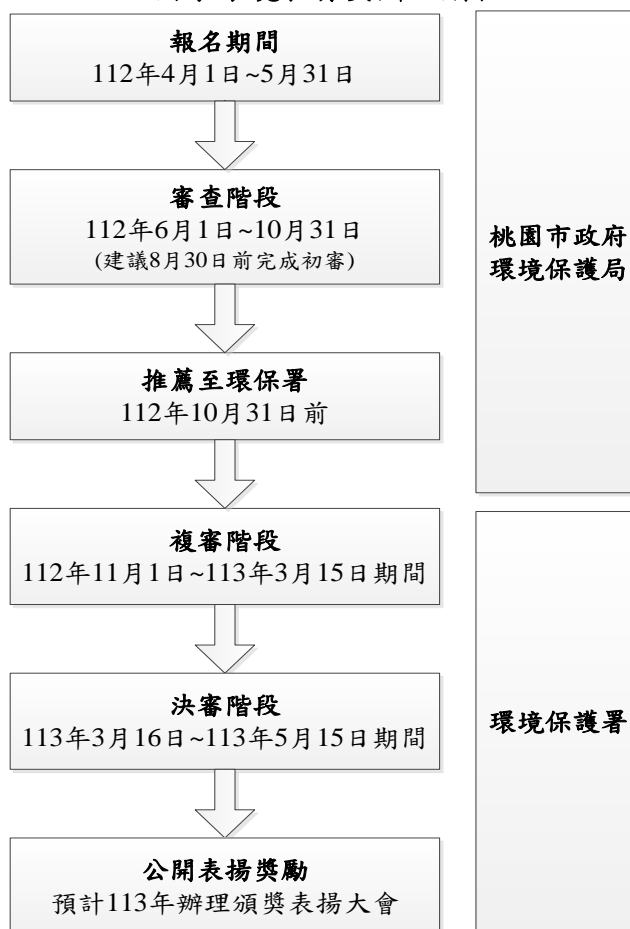 報名期間
112年4月1日~5月31日
審查階段
112年6月1日~10月31日
(建議8月30日前完成初審)
推薦至環保署
112年10月31日前
桃園市政府
環境保護局
複審階段
112年11月1日~113年3月15日期間
決審階段
113年3月16日~113年5月15日期間
公開表揚獎勵
預計113年辦理頒獎表揚大會
環境保護署